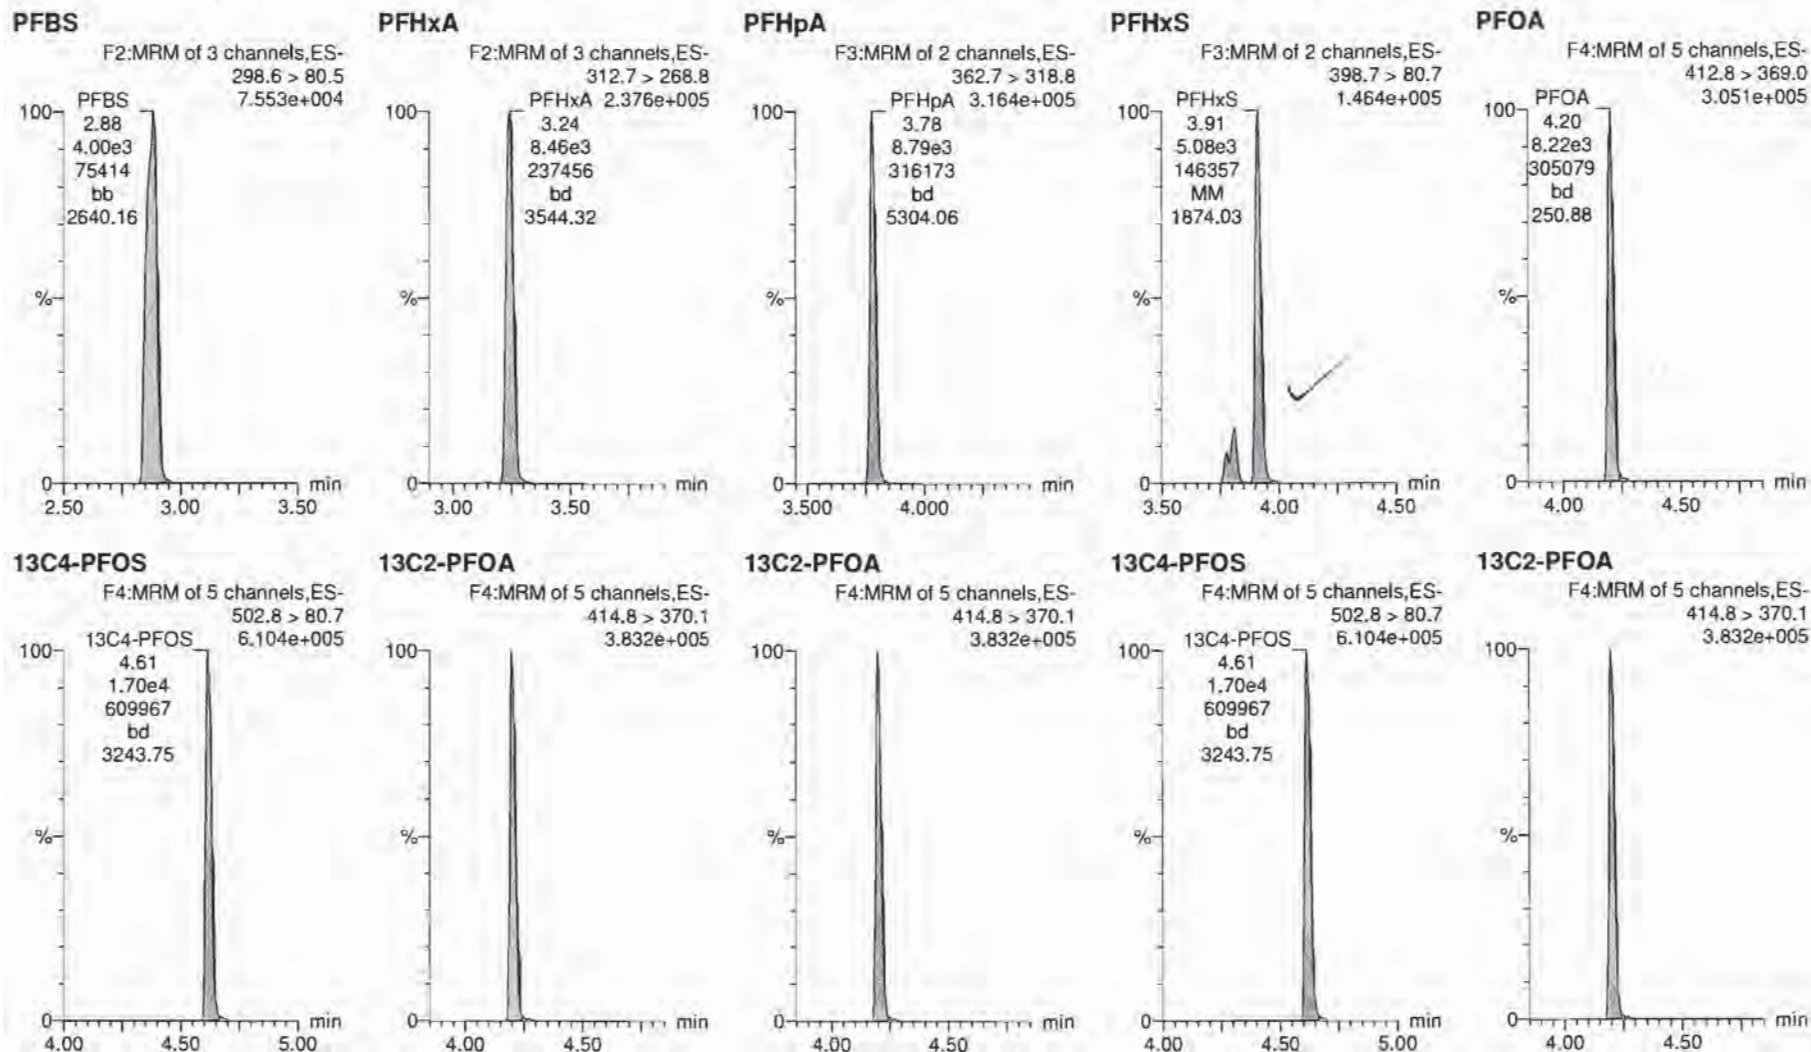 PFBS
F2:MRM of 3 channels,ES-
298.6 > 80.5
7.553e+004
100
PFBS
2.88
4.00e3
75414
bb
2640.16
%
0
min
2.50 3.00 3.50
PFHxA
F2:MRM of 3 channels,ES-
312.7 > 268.8
PFHxA 2.376e+005
100
3.24
8.46e3
237456
bd
3544.32
%
0
min
3.00 3.50
PFHpA
F3:MRM of 2 channels,ES-
362.7 > 318.8
PFHpA 3.164e+005
100
3.78
8.79e3
316173
bd
5304.06
%
0
min
3.500 4.000
PFHxS
F3:MRM of 2 channels,ES-
398.7 > 80.7
1.464e+005
PFHxS
100
3.91
5.08e3
146357
MM
1874.03
%
0
min
3.50 4.00 4.50
PFOA
F4:MRM of 5 channels,ES-
412.8 > 369.0
3.051e+005
PFOA
100
4.20
8.22e3
305079
bd
250.88
%
0
min
4.00 4.50
13C4-PFOS
F4:MRM of 5 channels,ES-
502.8 > 80.7
13C4-PFOS 6.104e+005
100
4.61
1.70e4
609967
bd
3243.75
%
0
min
4.00 4.50 5.00
13C2-PFOA
F4:MRM of 5 channels,ES-
414.8 > 370.1
3.832e+005
100
%
0
min
4.00 4.50
13C2-PFOA
F4:MRM of 5 channels,ES-
414.8 > 370.1
3.832e+005
100
%
0
min
4.00 4.50
13C4-PFOS
F4:MRM of 5 channels,ES-
502.8 > 80.7
13C4-PFOS 6.104e+005
100
4.61
1.70e4
609967
bd
3243.75
%
0
min
4.00 4.50 5.00
13C2-PFOA
F4:MRM of 5 channels,ES-
414.8 > 370.1
3.832e+005
100
%
0
min
4.00 4.50